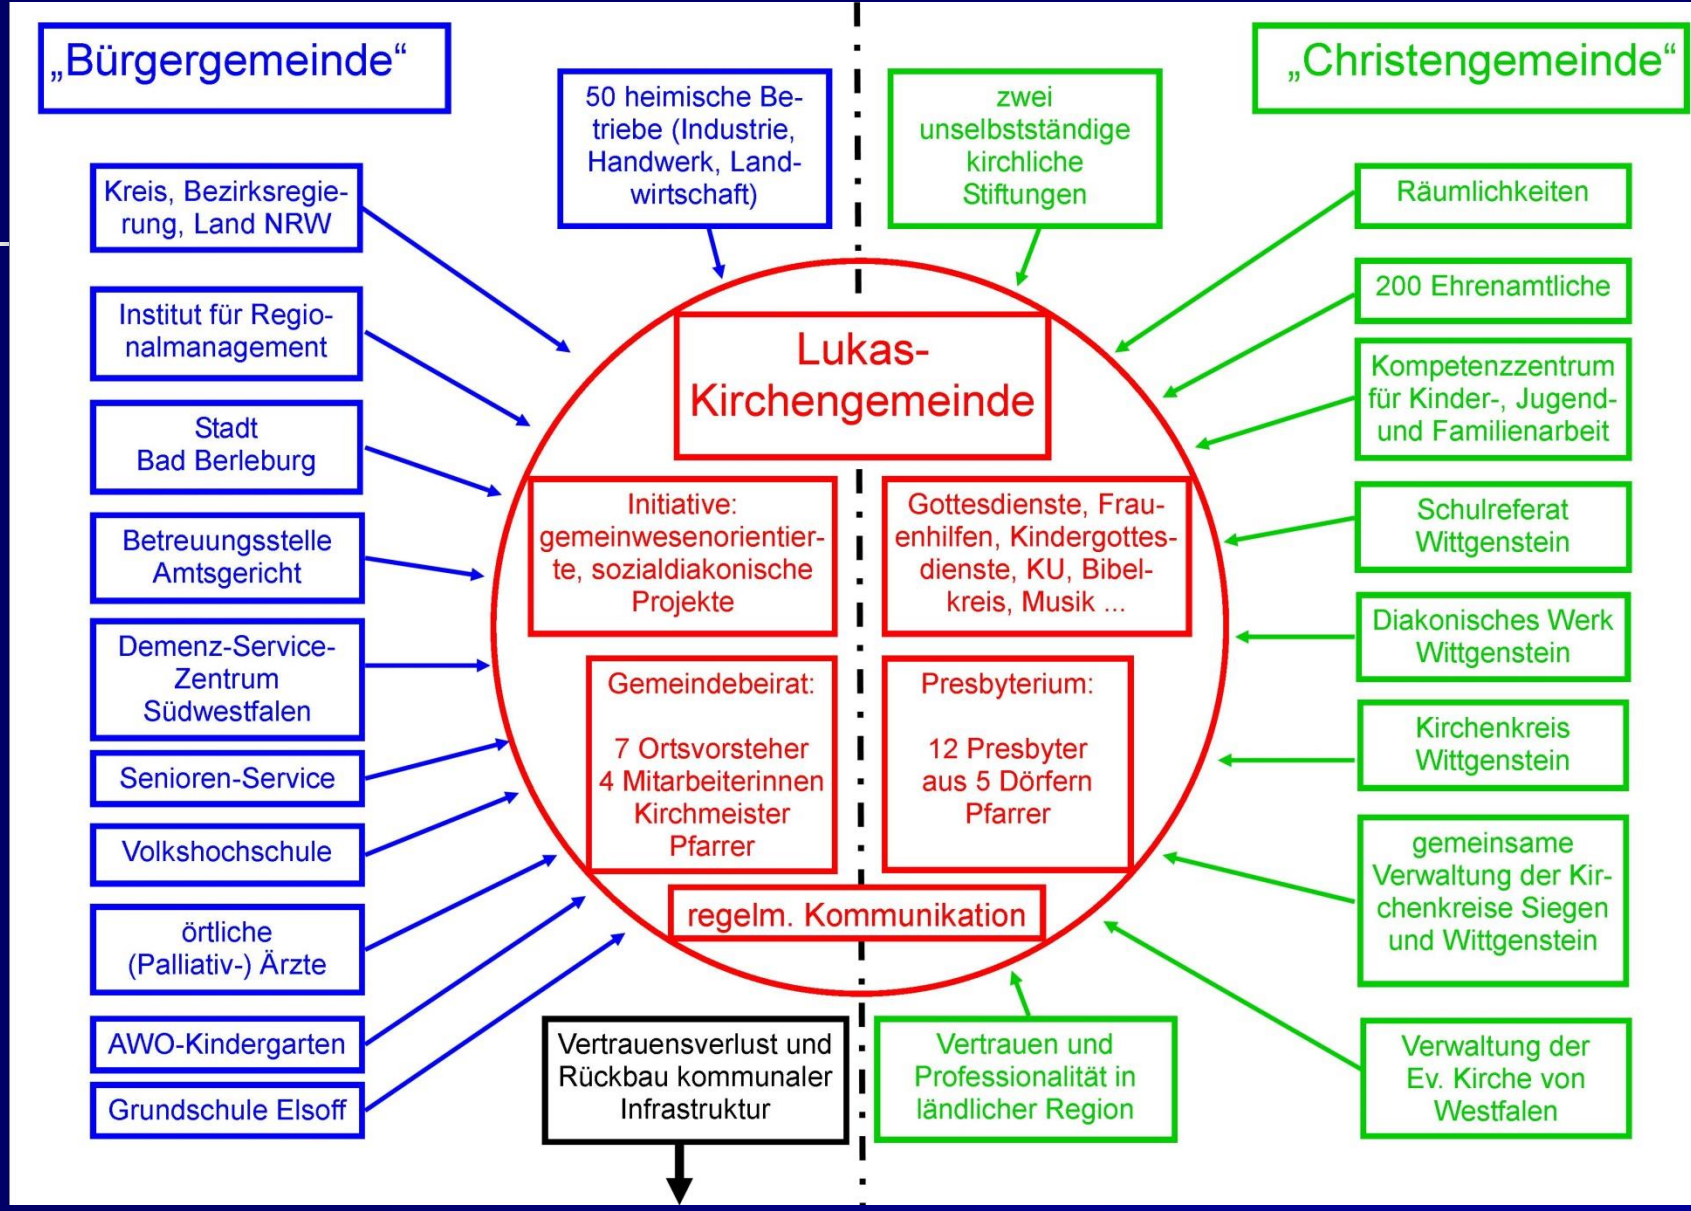 „Bürgergemeinde“
„Christengemeinde“
50 heimische Be-
triebe (Industrie,
Handwerk, Land-
wirtschaft)
zwei
unselbstständige
kirchliche
Stiftungen
Kreis, Bezirksregie-
rung, Land NRW
Institut für Regio-
nalmanagement
Stadt
Bad Berleburg
Betreuungsstelle
Amtsgericht
Demenz-Service-
Zentrum
Südwestfalen
Senioren-Service
Volkshochschule
örtliche
(Palliativ-) Ärzte
AWO-Kindergarten
Grundschule Elsoff
Lukas-
Kirchengemeinde
Initiative:
gemeinwesenorientier-
te, sozialdiakonische
Projekte
Gottesdienste, Frau-
enhilfen, Kindergottes-
dienste, KU, Bibel-
kreis, Musik ...
Gemeindebeirat:
7 Ortsvorsteher
4 Mitarbeiterinnen
Kirchmeister
Pfarrer
Presbyterium:
12 Presbyter
aus 5 Dörfern
Pfarrer
regelm. Kommunikation
Vertrauensverlust und
Rückbau kommunaler
Infrastruktur
Vertrauen und
Professionalität in
ländlicher Region
Räumlichkeiten
200 Ehrenamtliche
Kompetenzzentrum
für Kinder-, Jugend-
und Familienarbeit
Schulreferat
Wittgenstein
Diakonisches Werk
Wittgenstein
Kirchenkreis
Wittgenstein
gemeinsame
Verwaltung der Kir-
chenkreise Siegen
und Wittgenstein
Verwaltung der
Ev. Kirche von
Westfalen